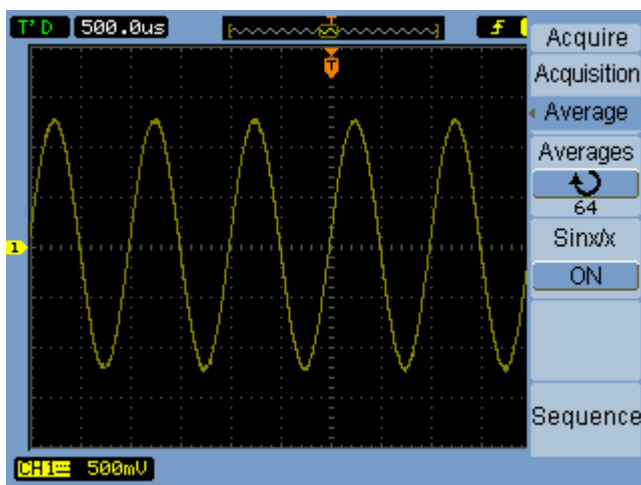 T'D 500.0us
T
Acquire
Acquisition
Average
Averages
64
Sinx/x
ON
Sequence
T
1
CH1 500mV